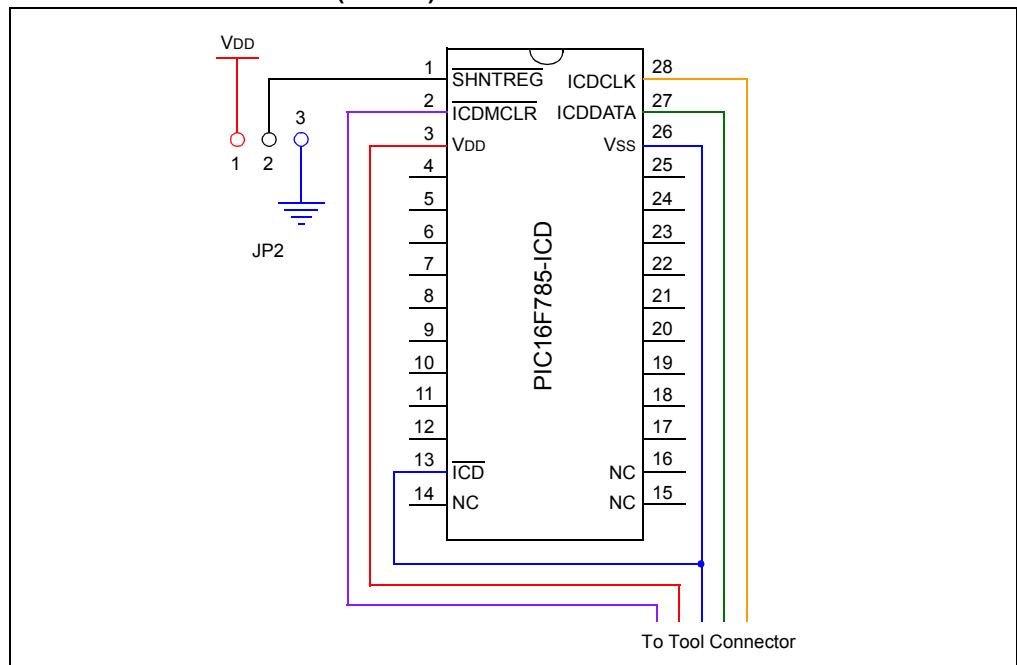 VDD
1
2
3
JP2
1 SHNTREG
2 ICDMCLR
3 VDD
4
5
6
7
8
9
10
11
12
13 ICD
14 NC
PIC16F785-ICD
ICDCLK 28
ICDDATA 27
VSS 26
25
24
23
22
21
20
19
18
17
NC 16
NC 15
To Tool Connector